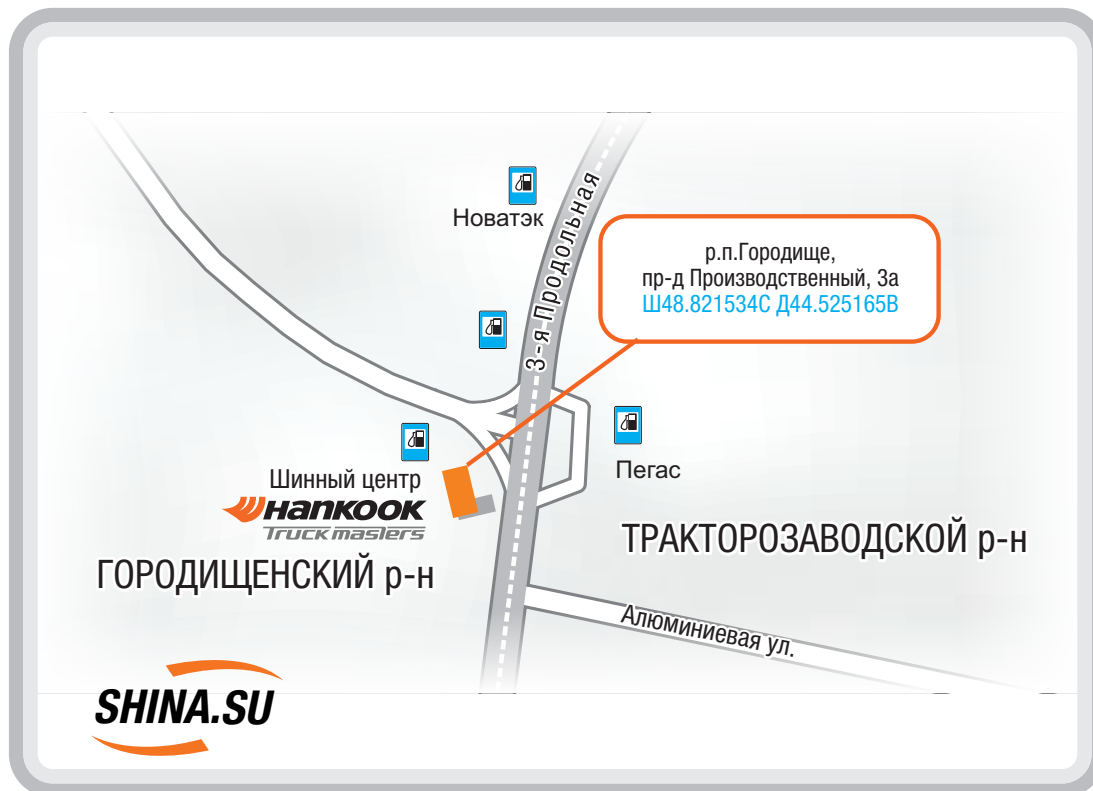 Новатэк
3-я Продольная
р.п.Городище,
пр-д Производственный, 3а
Ш48.821534С Д44.525165В
Пегас
Шинный центр
Hankook
Truck masters
ТРАКТОРОЗАВОДСКОЙ р-н
ГОРОДИЩЕНСКИЙ р-н
Алюминиевая ул.
SHINA.SU